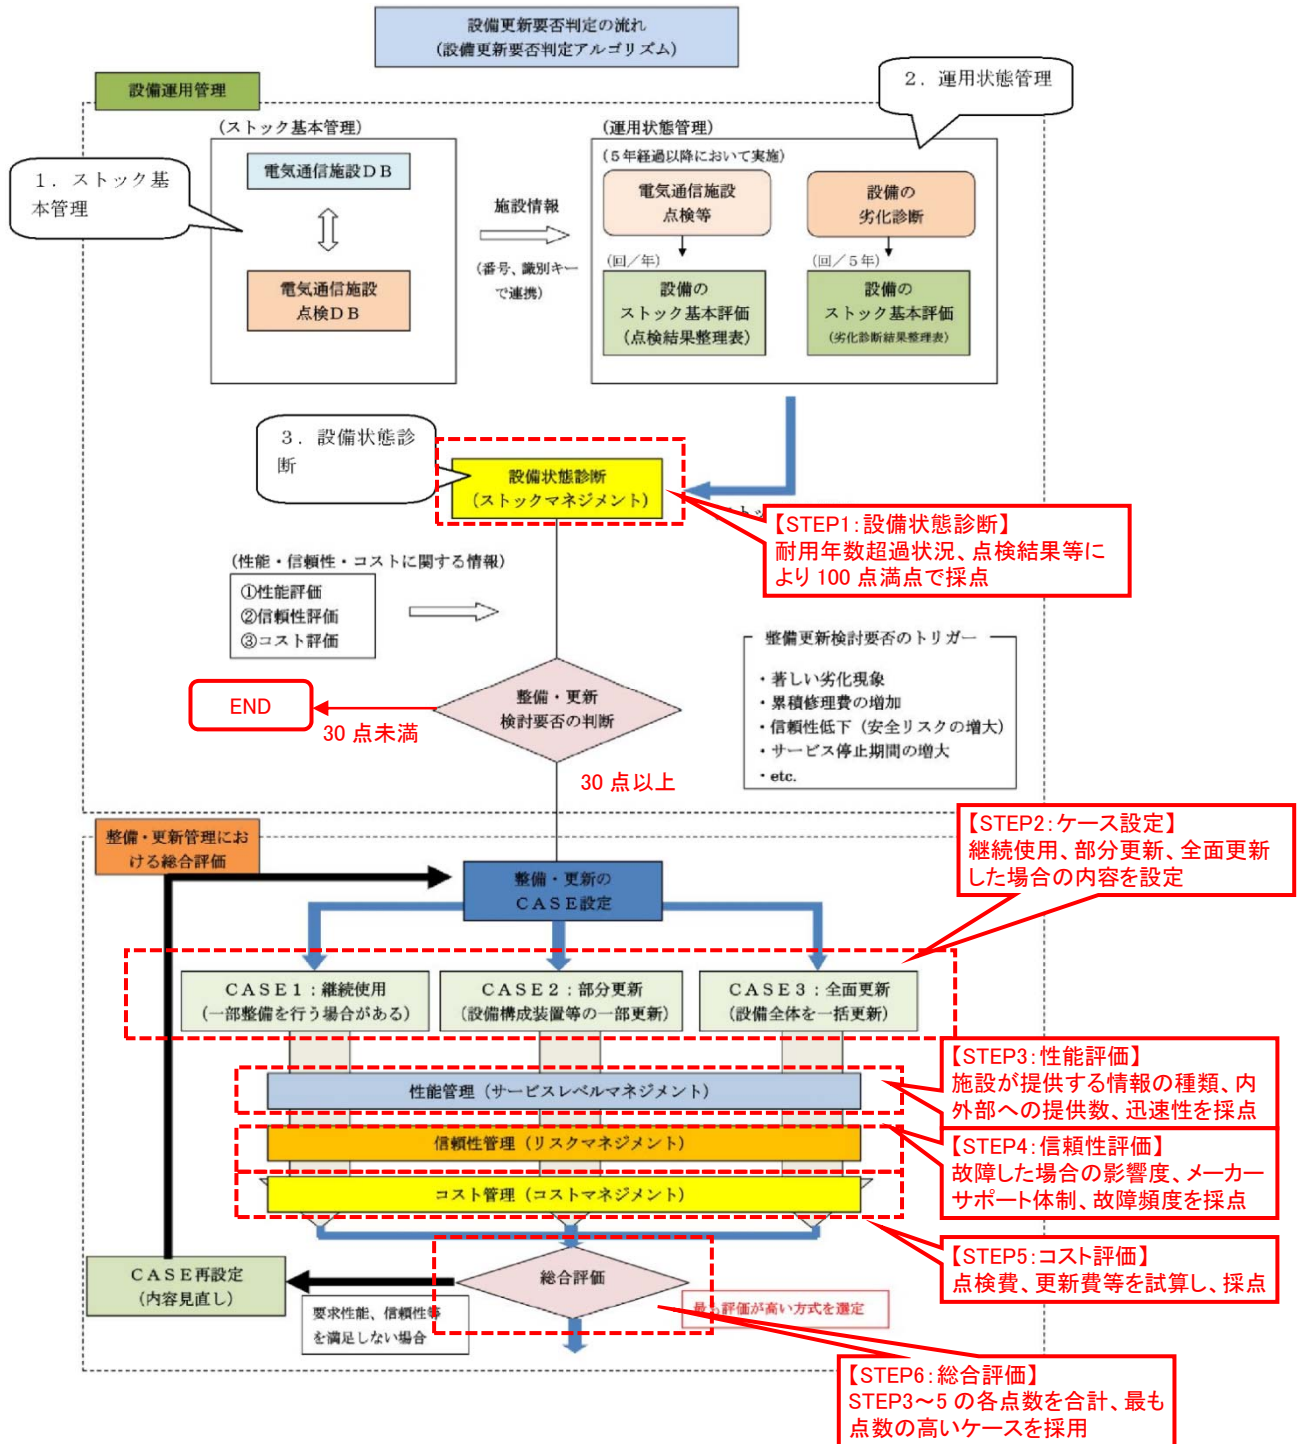 設備更新要否判定の流れ
(設備更新要否判定アルゴリズム)
設備運用管理
２．運用状態管理
(ストック基本管理)
(運用状態管理)
１．ストック基
本管理
電気通信施設ＤＢ
電気通信施設
点検ＤＢ
施設情報
(番号、識別キー
で連携)
(５年経過以降において実施)
電気通信施設
点検等
設備の
劣化診断
(回／年)
(回／５年)
設備の
ストック基本評価
(点検結果整理表)
設備の
ストック基本評価
(劣化診断結果整理表)
３．設備状態診
断
設備状態診断
(ストックマネジメント)
【STEP1:設備状態診断】
耐用年数超過状況、点検結果等に
より 100 点満点で採点
(性能・信頼性・コストに関する情報)
①性能評価
②信頼性評価
③コスト評価
整備更新検討要否のトリガー
・著しい劣化現象
・累積修理費の増加
・信頼性低下（安全リスクの増大）
・サービス停止期間の増大
・etc.
整備・更新
検討要否の判断
END
30 点未満
30 点以上
整備・更新管理にお
ける総合評価
【STEP2:ケース設定】
継続使用、部分更新、全面更新
した場合の内容を設定
整備・更新の
ＣＡＳＥ設定
ＣＡＳＥ１：継続使用
(一部整備を行う場合がある)
ＣＡＳＥ２：部分更新
(設備構成装置等の一部更新)
ＣＡＳＥ３：全面更新
(設備全体を一括更新)
【STEP3:性能評価】
施設が提供する情報の種類、内
外部への提供数、迅速性を採点
性能管理（サービスレベルマネジメント）
信頼性管理（リスクマネジメント）
【STEP4:信頼性評価】
故障した場合の影響度、メーカー
サポート体制、故障頻度を採点
コスト管理（コストマネジメント）
【STEP5:コスト評価】
点検費、更新費等を試算し、採点
ＣＡＳＥ再設定
(内容見直し)
総合評価
要求性能、信頼性等
を満足しない場合
最も評価が高い方式を選定
【STEP6:総合評価】
STEP3～5 の各点数を合計、最も
点数の高いケースを採用